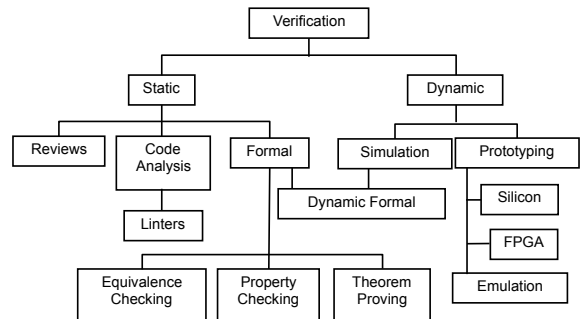 Verification
Static
Dynamic
Reviews
Code
Analysis
Formal
Simulation
Prototyping
Linters
Dynamic Formal
Silicon
FPGA
Equivalence
Checking
Property
Checking
Theorem
Proving
Emulation